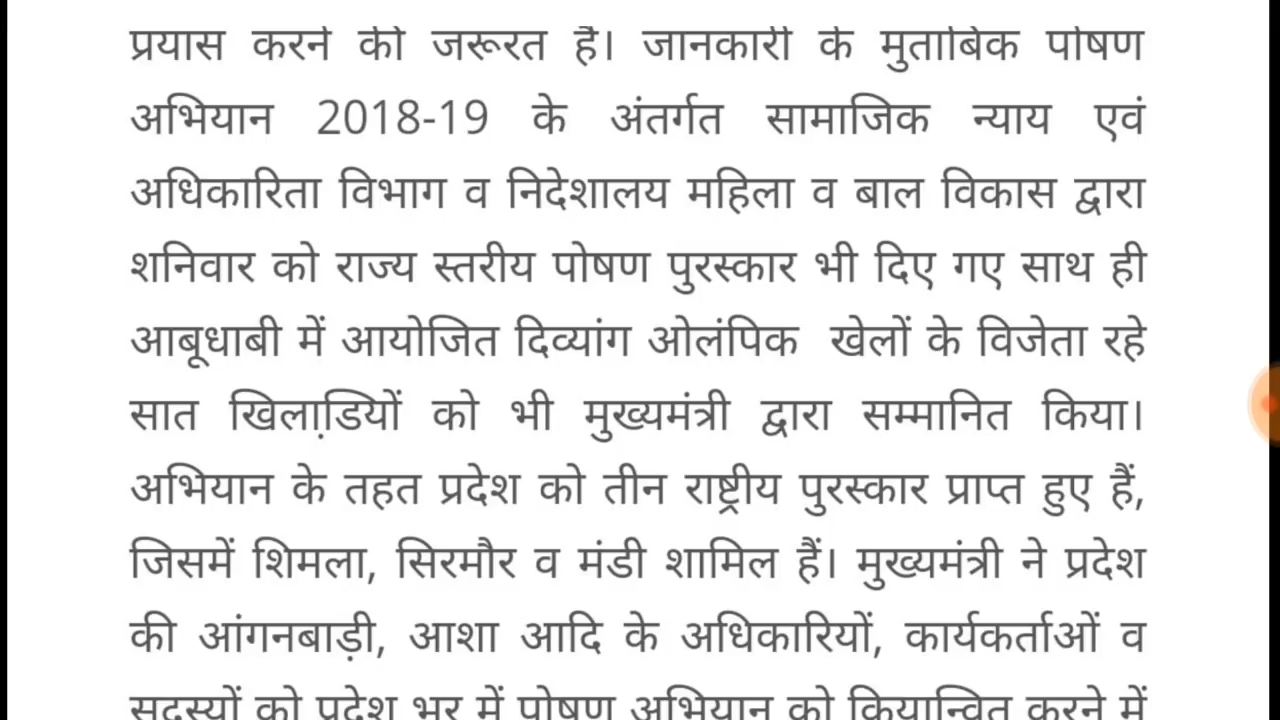 प्रयास करने की जरूरत है। जानकारी के मुताबिक पोषण
अभियान 2018-19 के अंतर्गत सामाजिक न्याय एवं
अधिकारिता विभाग व निदेशालय महिला व बाल विकास द्वारा
शनिवार को राज्य स्तरीय पोषण पुरस्कार भी दिए गए साथ ही
आबूधाबी में आयोजित दिव्यांग ओलंपिक खेलों के विजेता रहे
सात खिलाडि़यों को भी मुख्यमंत्री द्वारा सम्मानित किया।
अभियान के तहत प्रदेश को तीन राष्ट्रीय पुरस्कार प्राप्त हुए हैं,
जिसमें शिमला, सिरमौर व मंडी शामिल हैं। मुख्यमंत्री ने प्रदेश
की आंगनबाड़ी, आशा आदि के अधिकारियों, कार्यकर्ताओं व
सदस्यों को प्रदेश भर में पोषण अभियान को क्रियान्वित करने में